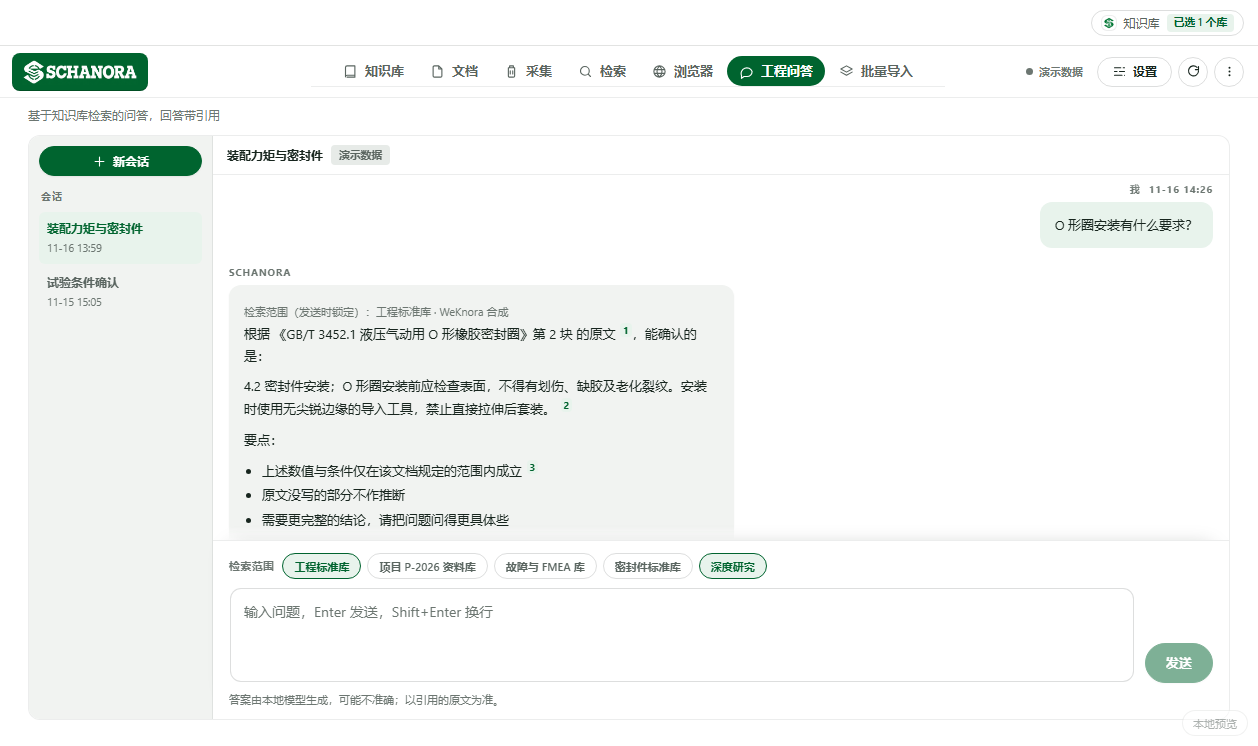 知识库 已选 1 个库
SCHANORA
知识库 文档 采集 检索 浏览器 工程问答 批量导入
演示数据 设置
基于知识库检索的问答，回答带引用
新会话
会话
装配力矩与密封件
11-16 13:59
试验条件确认
11-15 15:05
装配力矩与密封件 演示数据
我 11-16 14:26
O 形圈安装有什么要求？
SCHANORA
检索范围（发送时锁定）：工程标准库 · WeKnora 合成
根据 《GB/T 3452.1 液压气动用 O 形橡胶密封圈》第 2 块 的原文 1 ，能确认的
是：
4.2 密封件安装；O 形圈安装前应检查表面，不得有划伤、缺胶及老化裂纹。安装
时使用无尖锐边缘的导入工具，禁止直接拉伸后套装。 2
要点：
• 上述数值与条件仅在该文档规定的范围内成立 3
• 原文没写的部分不作推断
• 需要更完整的结论，请把问题问得更具体些
检索范围 工程标准库 项目 P-2026 资料库 故障与 FMEA 库 密封件标准库 深度研究
输入问题，Enter 发送，Shift+Enter 换行
发送
答案由本地模型生成，可能不准确；以引用的原文为准。
本地预览